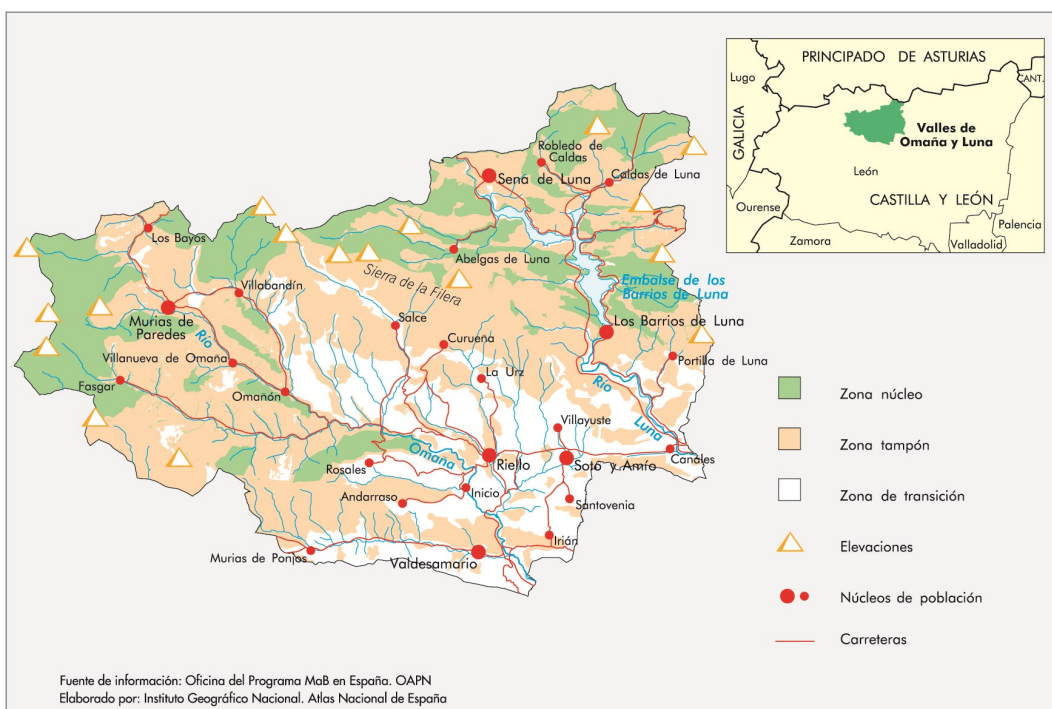 PRINCIPADO DE ASTURIAS
Lugo
CANT.
GALICIA
Valles de
Omaña y Luna
León
CASTILLA Y LEÓN
Ourense
Palencia
Zamora
Valladolid
Robledo de
Caldas
Sena de Luna
Caldas de Luna
Los Bayos
Abelgas de Luna
Sierra de la Filera
Embalse de los
Barrios de Luna
Villabandín
Murias de
Paredes
Salce
Los Barrios de Luna
Curueña
Río
Villanueva de Omaña
Portilla de Luna
Fasgar
La Urz
Río
Omañón
Villayuste
Luna
Omaña
Canales
Rosales
Riello
Soto y Amío
Inicio
Andarraso
Santovenia
Irián
Murias de Ponjos
Valdesamario
Zona núcleo
Zona tampón
Zona de transición
Elevaciones
Núcleos de población
Carreteras
Fuente de información: Oficina del Programa MaB en España. OAPN
Elaborado por: Instituto Geográfico Nacional. Atlas Nacional de España